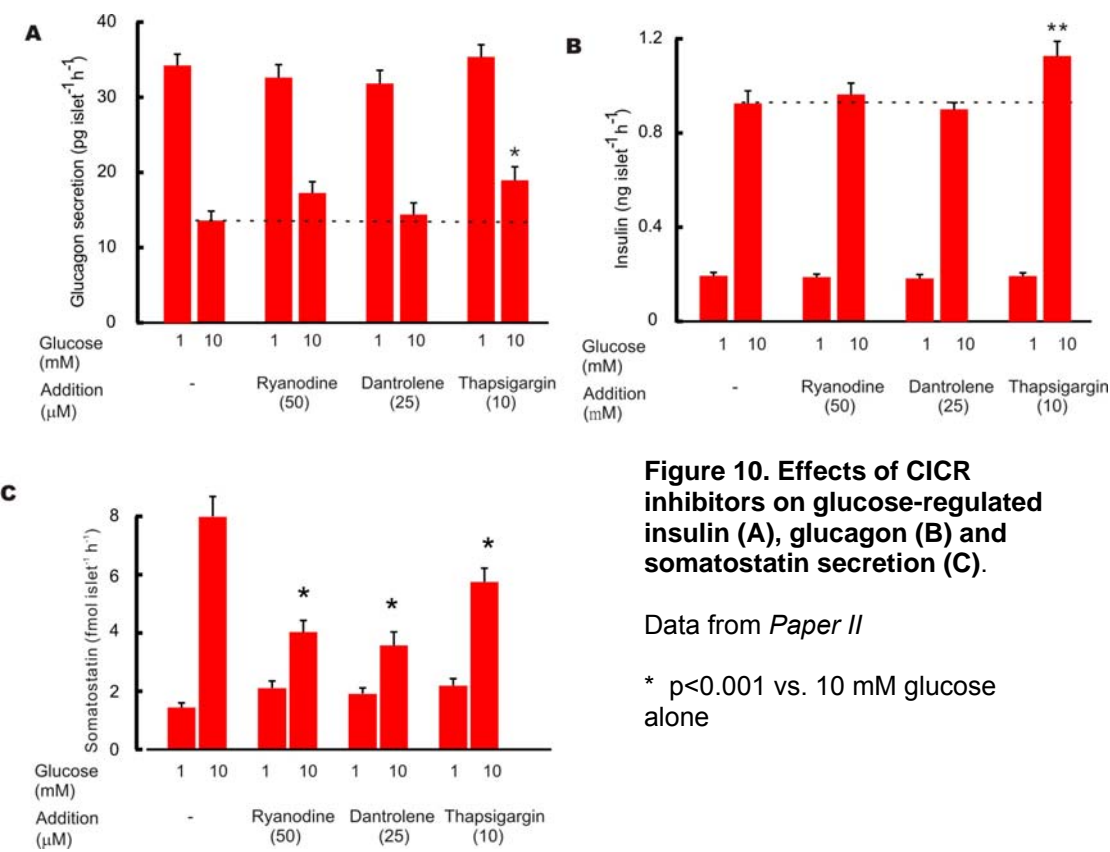 A
Glucagon secretion (pg islet⁻¹h⁻¹)
40
30
20
10
0
*
Glucose (mM) 1 10 1 10 1 10 1 10
Addition (μM) - Ryanodine (50) Dantrolene (25) Thapsigargin (10)
B
Insulin (ng islet⁻¹h⁻¹)
1.2
0.8
0.4
0
**
Glucose (mM) 1 10 1 10 1 10 1 10
Addition (mM) - Ryanodine (50) Dantrolene (25) Thapsigargin (10)
C
Somatostatin (fmol islet⁻¹ h⁻¹)
8
6
4
2
0
*
*
*
Glucose (mM) 1 10 1 10 1 10 1 10
Addition (μM) - Ryanodine (50) Dantrolene (25) Thapsigargin (10)
Figure 10. Effects of CICR
inhibitors on glucose-regulated
insulin (A), glucagon (B) and
somatostatin secretion (C).
Data from Paper II
* p<0.001 vs. 10 mM glucose
alone